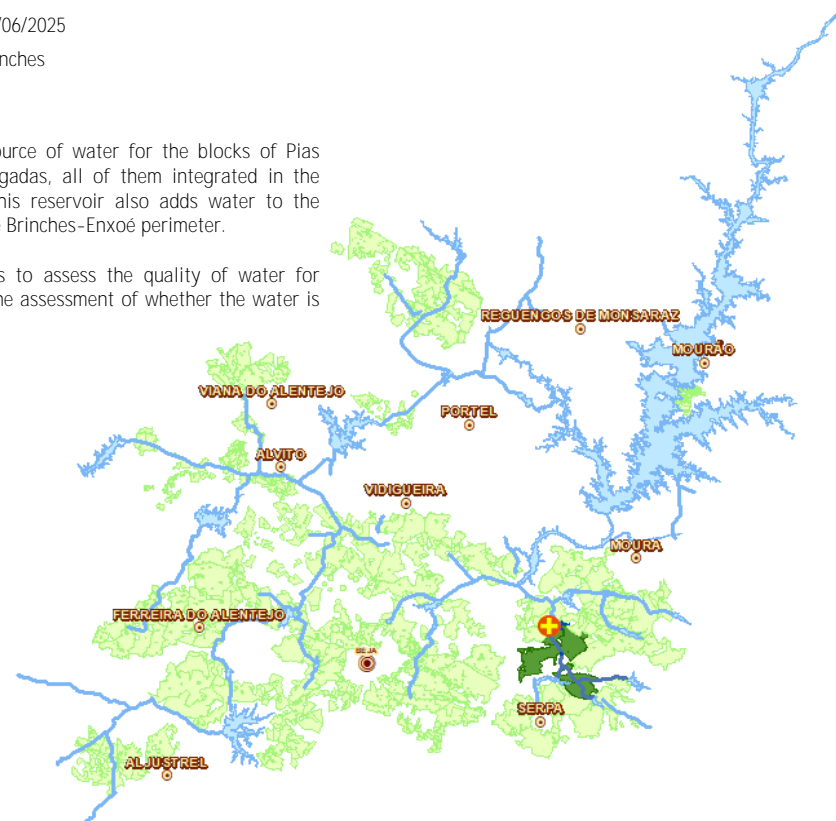 /06/2025
nches
ource of water for the blocks of Pias
gadas, all of them integrated in the
his reservoir also adds water to the
e Brinches-Enxoé perimeter.
s to assess the quality of water for
he assessment of whether the water is
REGUENGOS DE MONSARAZ
MOURÃO
VIANA DO ALENTEJO
PORTEL
ALVITO
VIDIGUEIRA
MOURA
FERREIRA DO ALENTEJO
BEJA
SERPA
ALJUSTREL